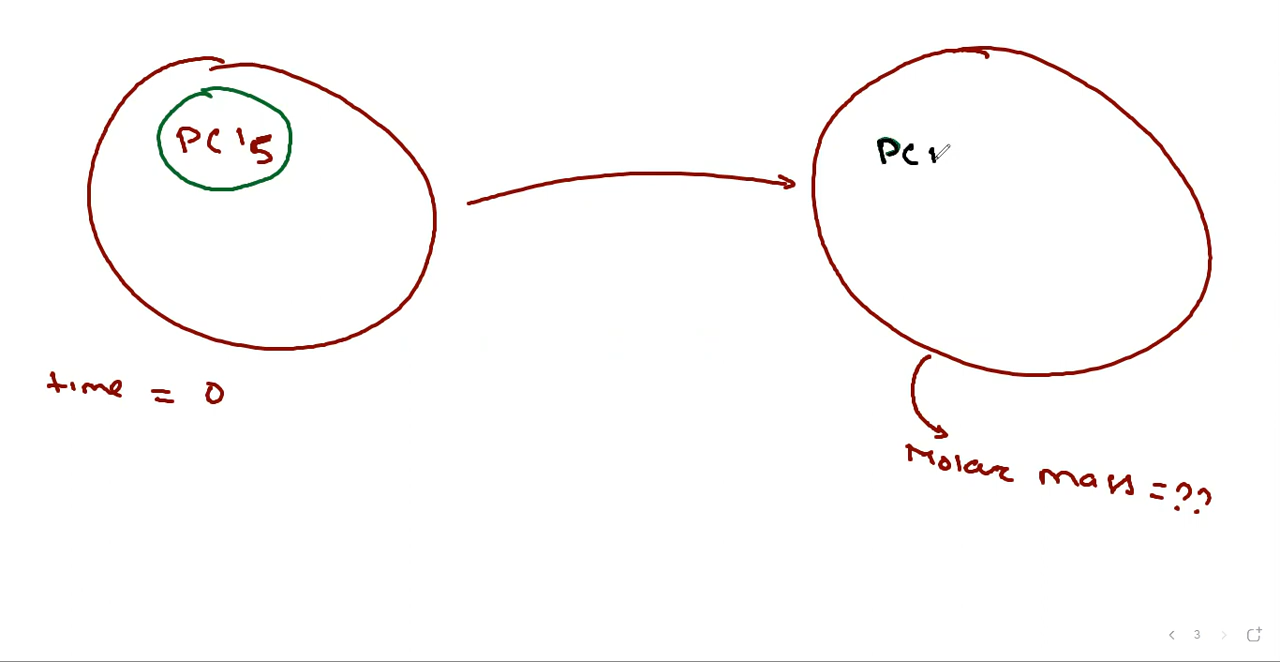 PCl5
PCl
time = 0
Molar mass = ??
3